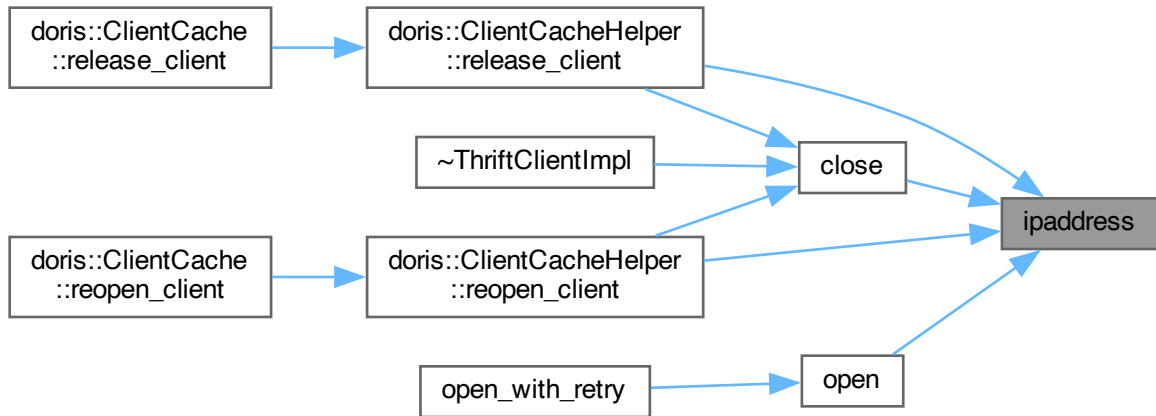 doris::ClientCache
::release_client
doris::ClientCacheHelper
::release_client
~ThriftClientImpl
close
ipaddress
doris::ClientCache
::reopen_client
doris::ClientCacheHelper
::reopen_client
open_with_retry
open